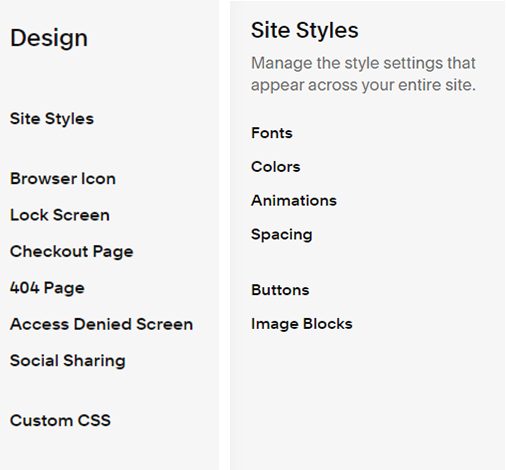 Design
Site Styles
Browser Icon
Lock Screen
Checkout Page
404 Page
Access Denied Screen
Social Sharing
Custom CSS
Site Styles
Manage the style settings that
appear across your entire site.
Fonts
Colors
Animations
Spacing
Buttons
Image Blocks